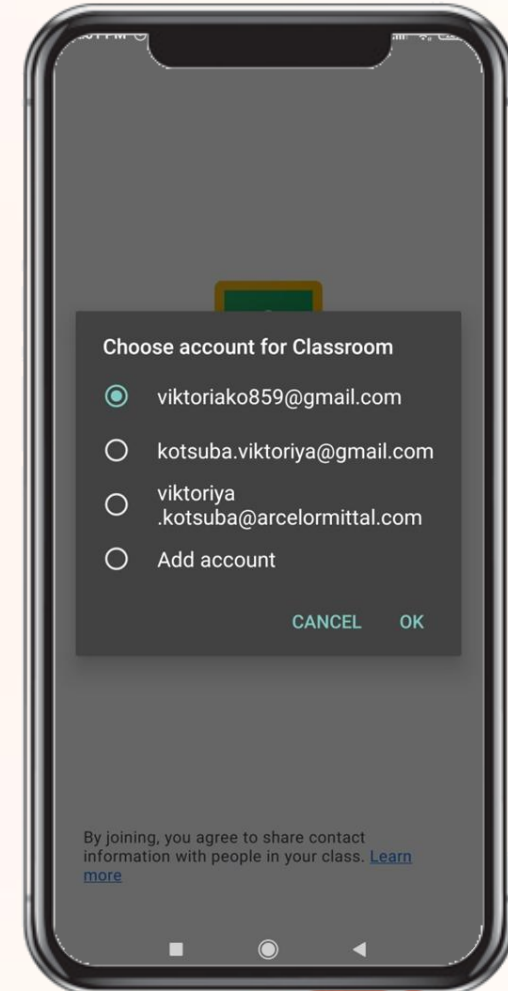 Choose account for Classroom
viktoriako859@gmail.com
kotsuba.viktoriya@gmail.com
viktoriya
.kotsuba@arcelormittal.com
Add account
CANCEL OK
By joining, you agree to share contact
information with people in your class. Learn
more